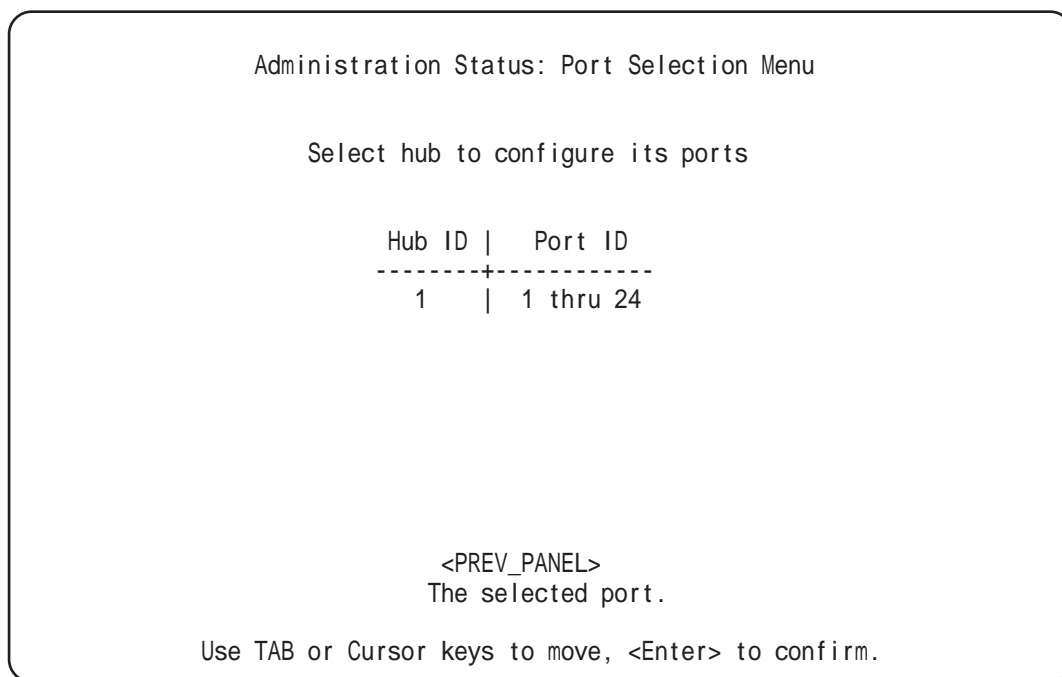 Administration Status: Port Selection Menu
Select hub to configure its ports
Hub ID | Port ID
--------+------------
1 | 1 thru 24
<PREV_PANEL>
The selected port.
Use TAB or Cursor keys to move, <Enter> to confirm.